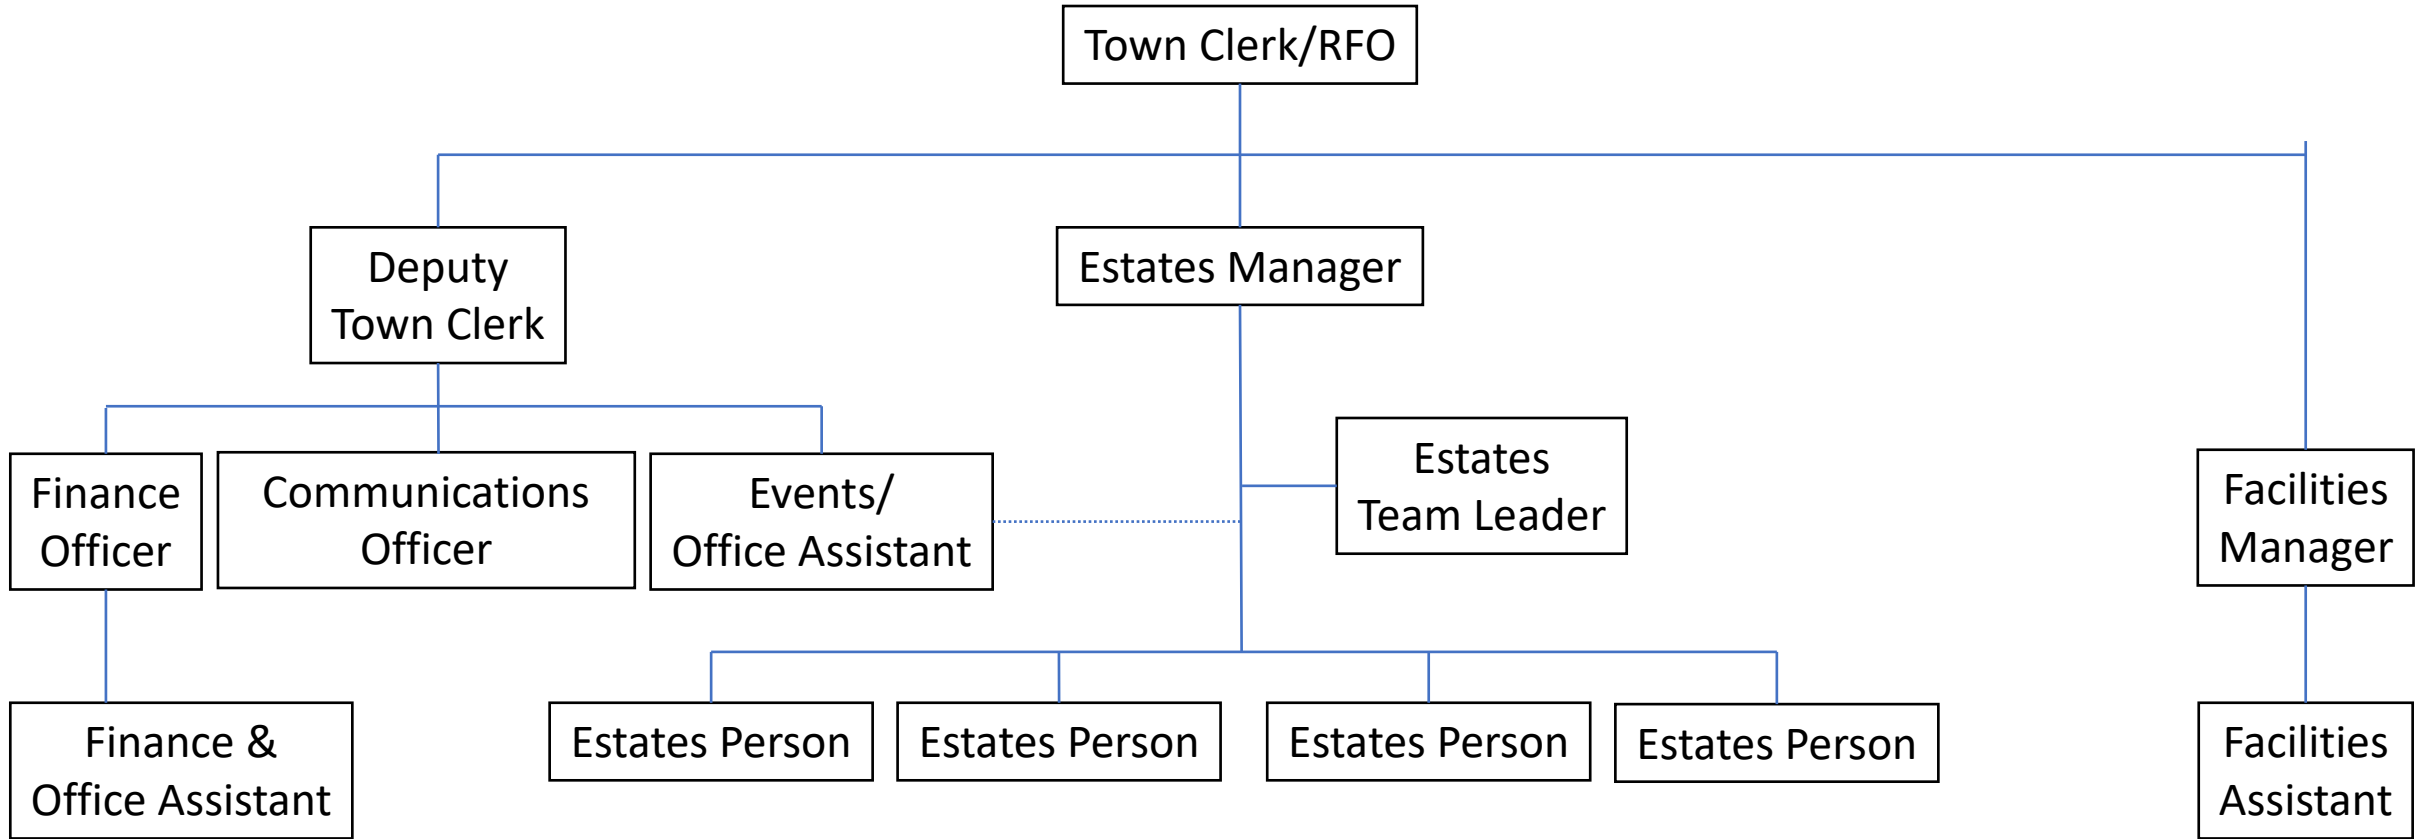 Town Clerk/RFO
Deputy
Town Clerk
Estates Manager
Finance
Officer
Communications
Officer
Events/
Office Assistant
Estates
Team Leader
Facilities
Manager
Finance &
Office Assistant
Estates Person
Estates Person
Estates Person
Estates Person
Facilities
Assistant